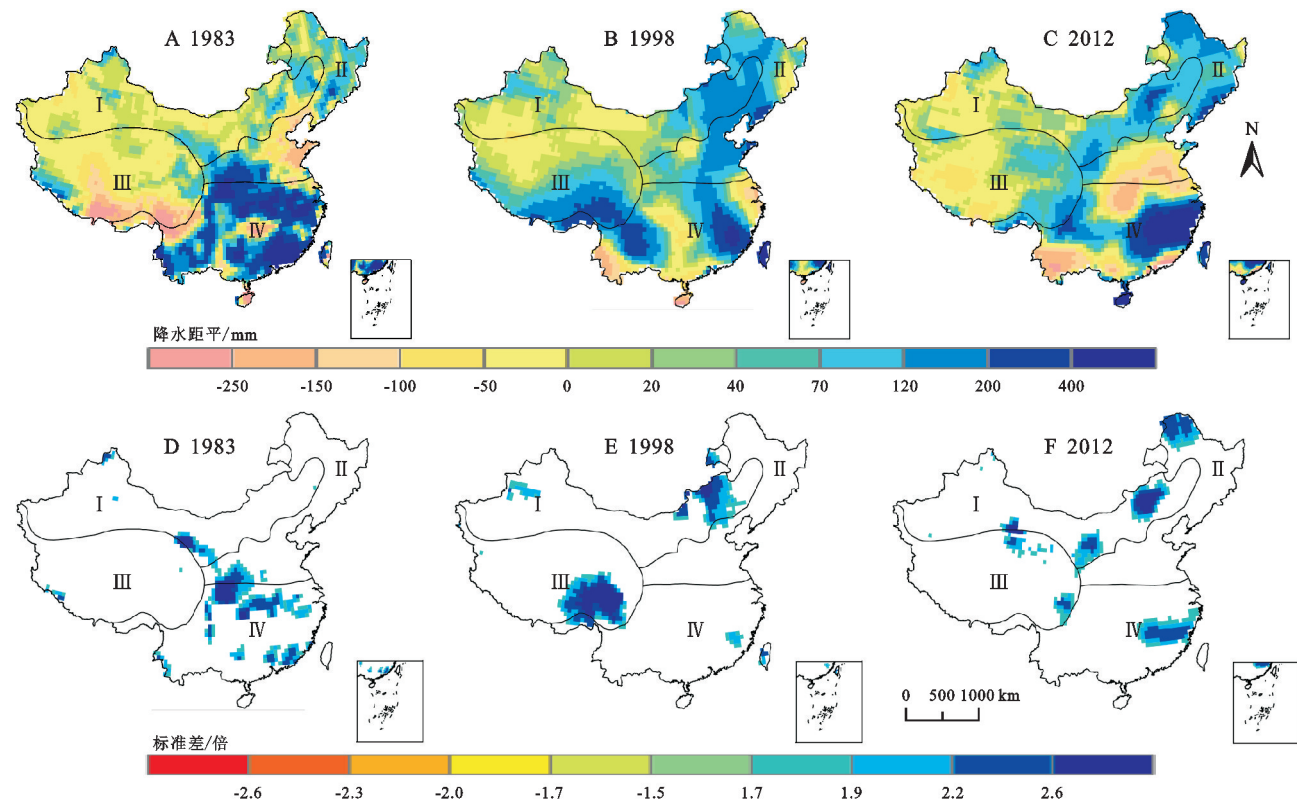 A 1983
B 1998
C 2012
I
II
III
IV
I
II
III
IV
I
II
III
IV
N
降水距平/mm
-250 -150 -100 -50 0 20 40 70 120 200 400
D 1983
E 1998
F 2012
I
II
III
IV
I
II
III
IV
I
II
III
IV
0 500 1000 km
标准差/倍
-2.6 -2.3 -2.0 -1.7 -1.5 1.7 1.9 2.2 2.6